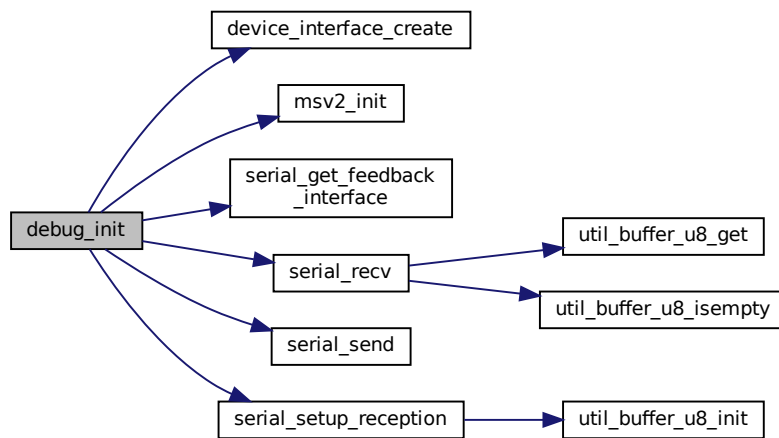 device_interface_create
msv2_init
serial_get_feedback
_interface
debug_init
util_buffer_u8_get
serial_recv
util_buffer_u8_isempty
serial_send
serial_setup_reception
util_buffer_u8_init